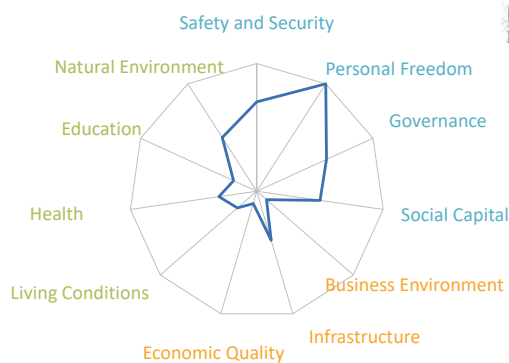 Safety and Security
Natural Environment
Personal Freedom
Education
Governance
Health
Social Capital
Living Conditions
Business Environment
Infrastructure
Economic Quality